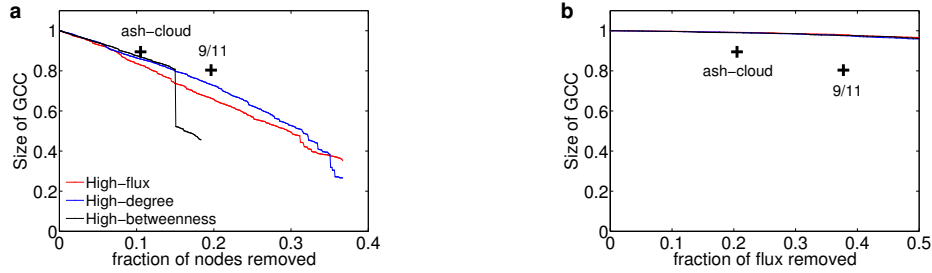 a
Size of GCC
1
0.8
0.6
0.4
0.2
0
ash−cloud
9/11
High−flux
High−degree
High−betweenness
0 0.1 0.2 0.3 0.4
fraction of nodes removed
b
Size of GCC
1
0.8
0.6
0.4
0.2
0
ash−cloud
9/11
0 0.1 0.2 0.3 0.4 0.5
fraction of flux removed